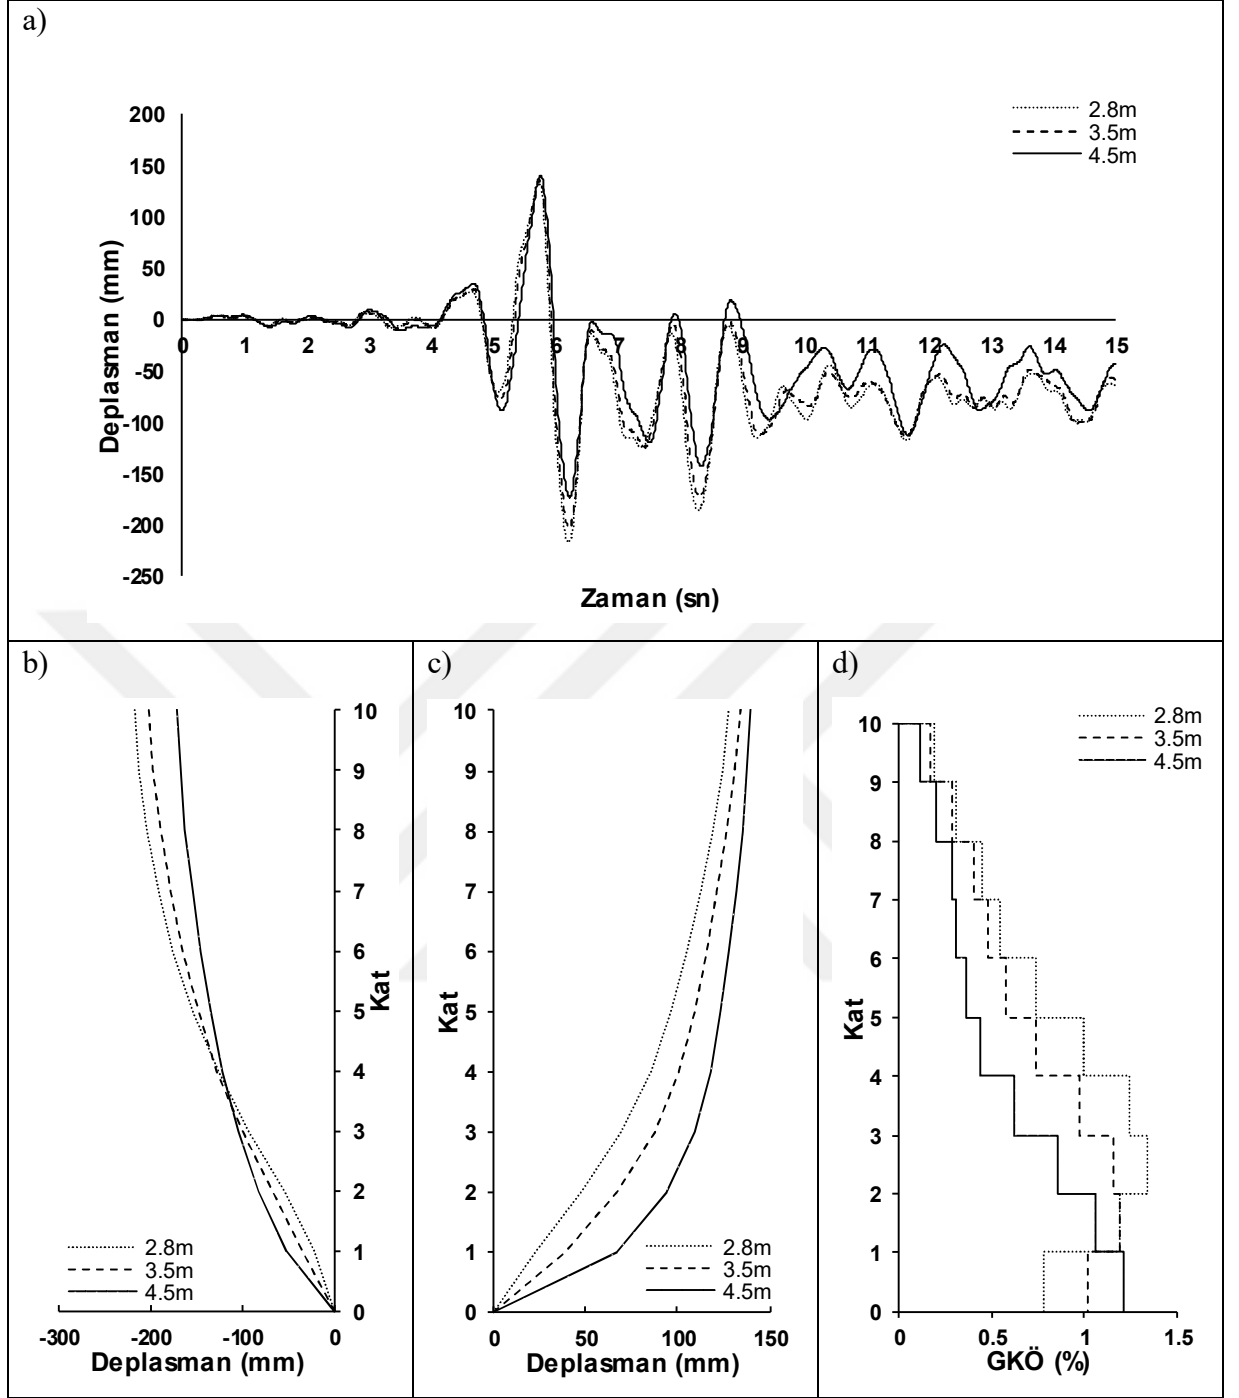 a)
200
150
100
50
0
-50
-100
-150
-200
-250
Deplasman (mm)
0 1 2 3 4 5 6 7 8 9 10 11 12 13 14 15
Zaman (sn)
2.8m
3.5m
4.5m
b)
10
9
8
7
6
5
4
3
2
1
0
Kat
2.8m
3.5m
4.5m
-300 -200 -100 0
Deplasman (mm)
c)
10
9
8
7
6
5
4
3
2
1
0
Kat
2.8m
3.5m
4.5m
0 50 100 150
Deplasman (mm)
d)
10
9
8
7
6
5
4
3
2
1
0
Kat
2.8m
3.5m
4.5m
0 0.5 1 1.5
GKÖ (%)